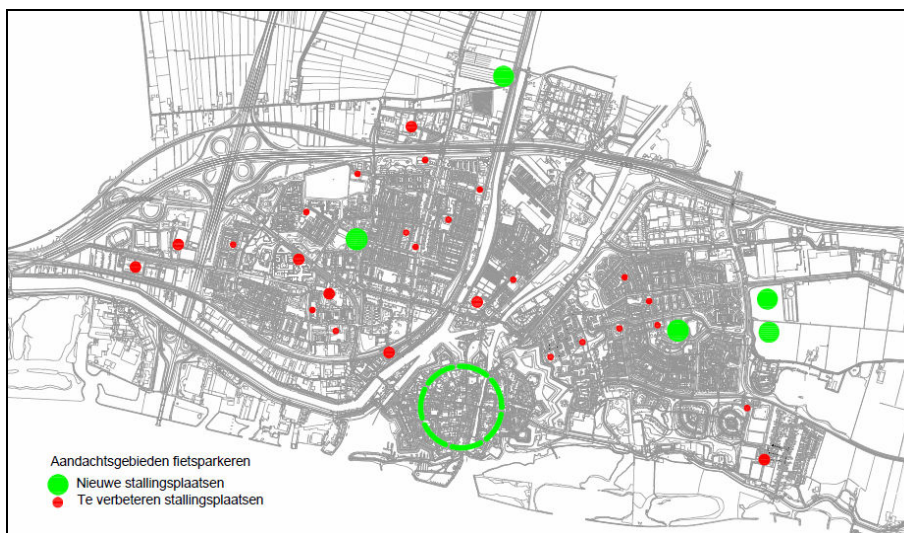 Aandachtsgebieden fietsparkeren
Nieuwe stallingsplaatsen
Te verbeteren stallingsplaatsen